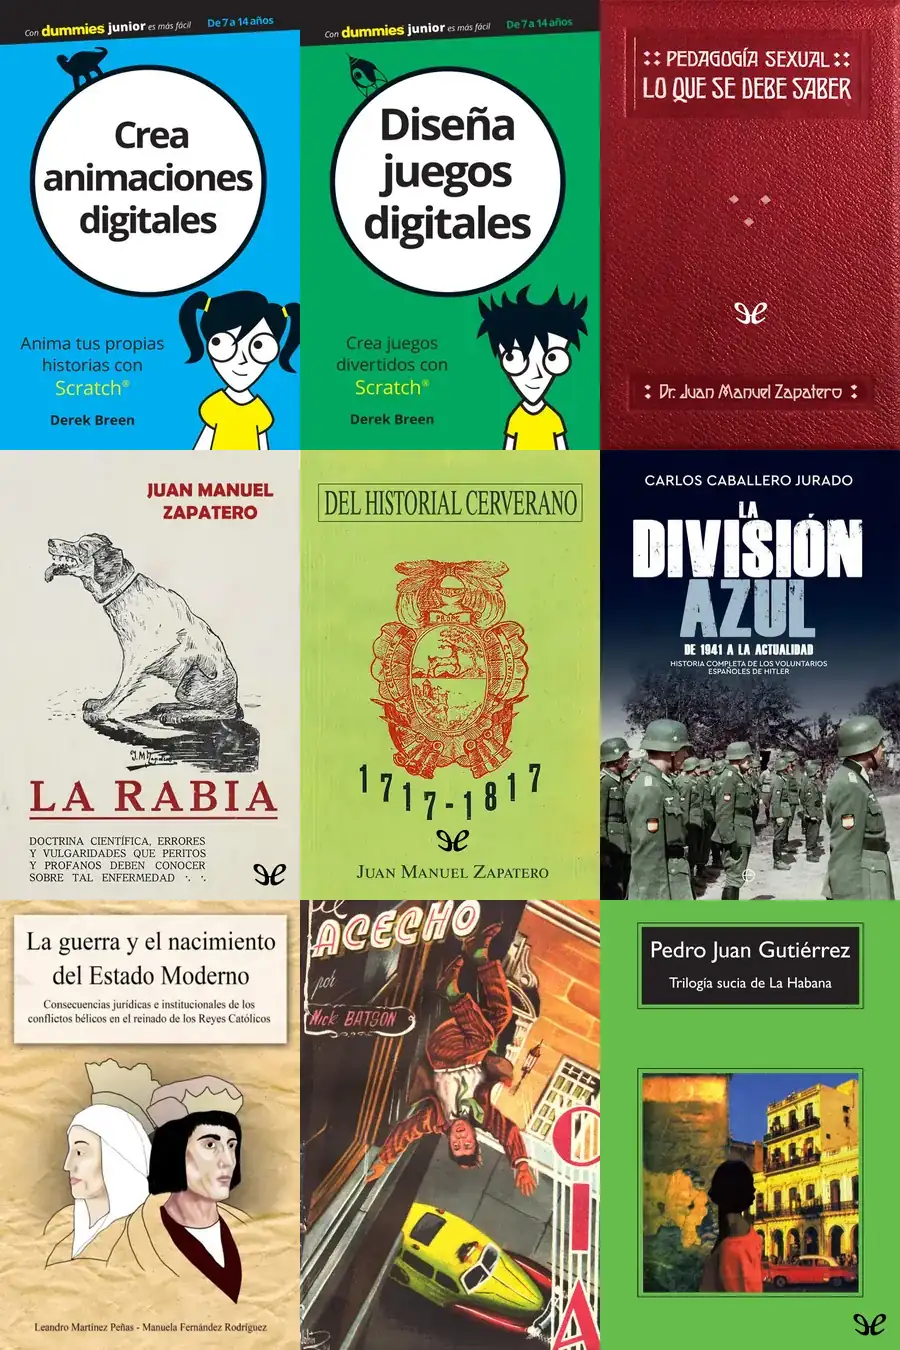 Con dummies junior es más fácil
De 7 a 14 años
Crea
animaciones
digitales
Anima tus propias
historias con
Scratch®
Derek Breen
Con dummies junior es más fácil
De 7 a 14 años
Diseña
juegos
digitales
Crea juegos
divertidos con
Scratch®
Derek Breen
PEDAGOGÍA SEXUAL
LO QUE SE DEBE SABER
Dr. Juan Manuel Zapatero
JUAN MANUEL
ZAPATERO
LA RABIA
DOCTRINA CIENTÍFICA, ERRORES
Y VULGARIDADES QUE PERITOS
Y PROFANOS DEBEN CONOCER
SOBRE TAL ENFERMEDAD
DEL HISTORIAL CERVERANO
1717-1817
JUAN MANUEL ZAPATERO
CARLOS CABALLERO JURADO
LA
DIVISIÓN
AZUL
DE 1941 A LA ACTUALIDAD
HISTORIA COMPLETA DE LOS VOLUNTARIOS
ESPAÑOLES DE HITLER
La guerra y el nacimiento
del Estado Moderno
Consecuencias jurídicas e institucionales de los
conflictos bélicos en el reinado de los Reyes Católicos
Leandro Martínez Peñas - Manuela Fernández Rodríguez
ACECHO
por
Mick BATSON
CIA
Pedro Juan Gutiérrez
Trilogía sucia de La Habana